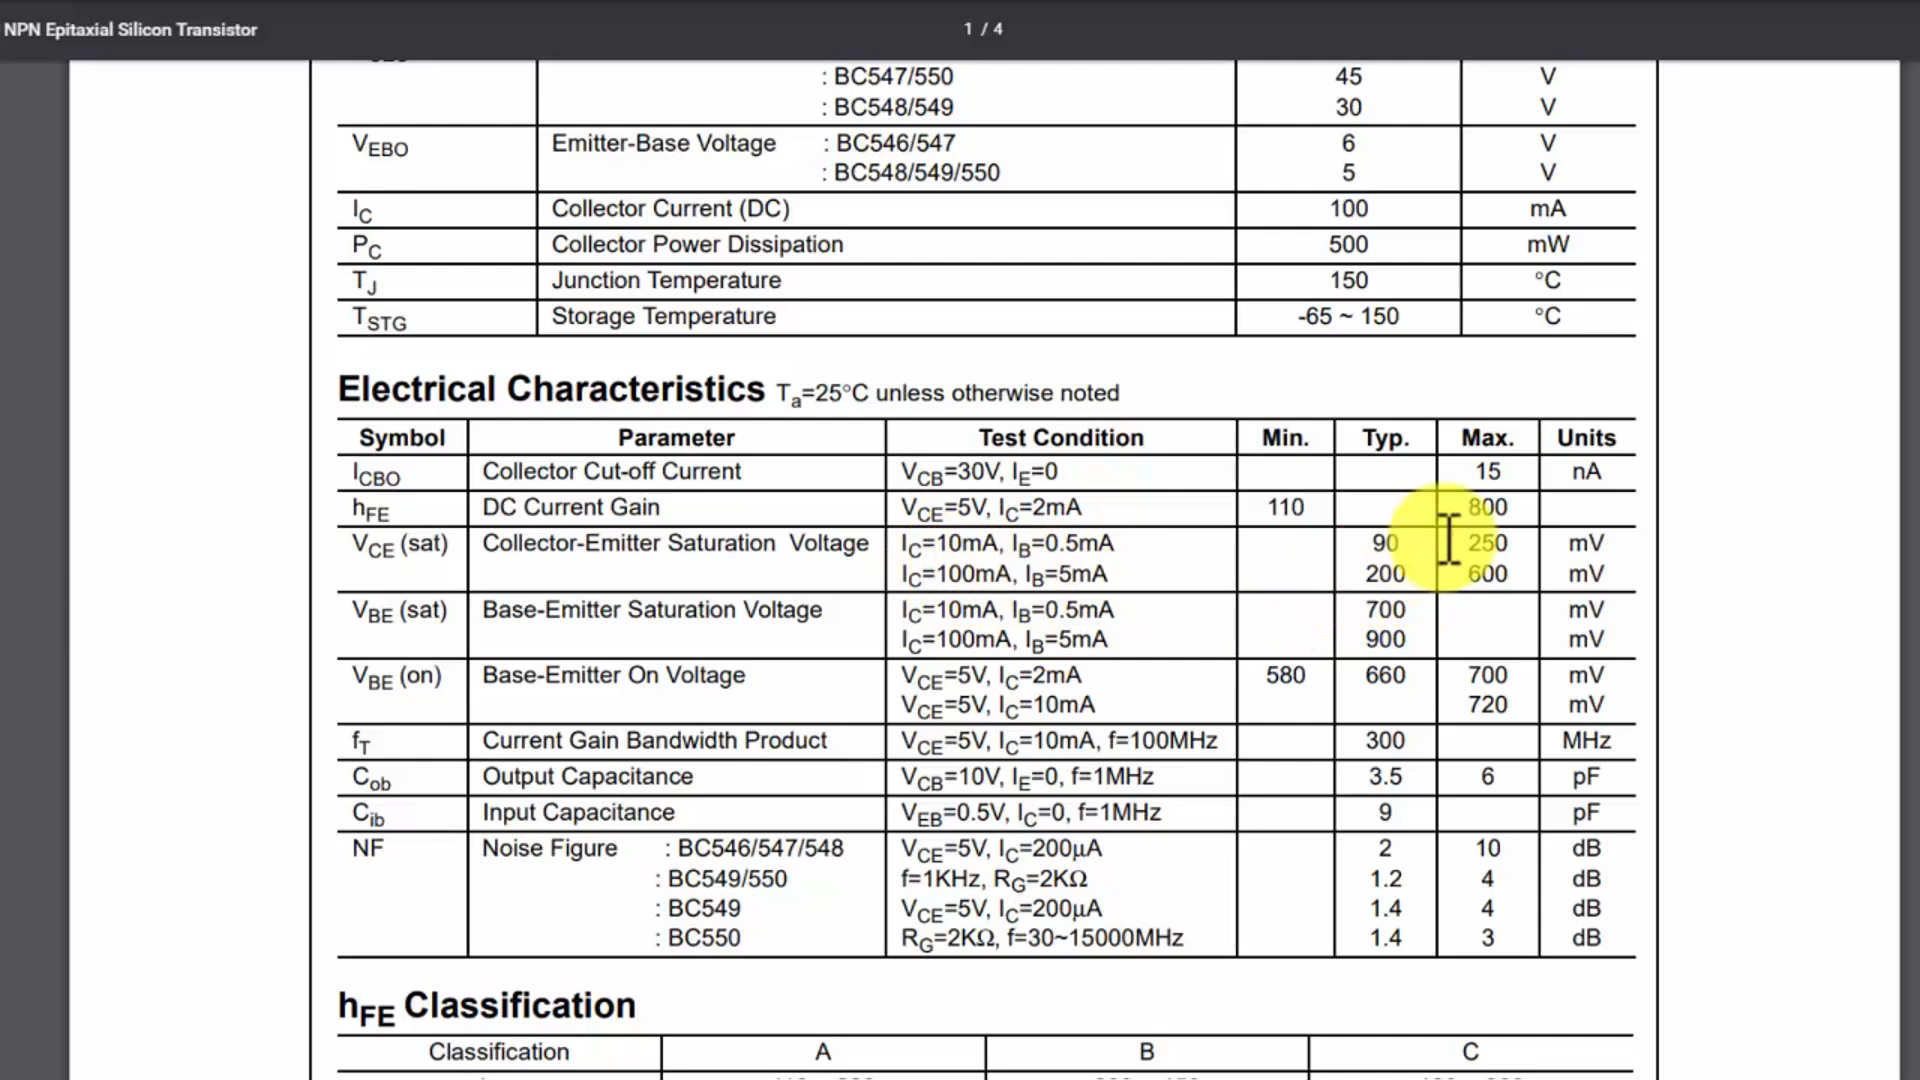 NPN Epitaxial Silicon Transistor 1 / 4
: BC547/550 45 V
: BC548/549 30 V
VEBO Emitter-Base Voltage : BC546/547 6 V
: BC548/549/550 5 V
IC Collector Current (DC) 100 mA
PC Collector Power Dissipation 500 mW
TJ Junction Temperature 150 °C
TSTG Storage Temperature -65 ~ 150 °C
Electrical Characteristics Ta=25°C unless otherwise noted
Symbol Parameter Test Condition Min. Typ. Max. Units
ICBO Collector Cut-off Current VCB=30V, IE=0 15 nA
hFE DC Current Gain VCE=5V, IC=2mA 110 800
VCE (sat) Collector-Emitter Saturation Voltage IC=10mA, IB=0.5mA 90 250 mV
IC=100mA, IB=5mA 200 600 mV
VBE (sat) Base-Emitter Saturation Voltage IC=10mA, IB=0.5mA 700 mV
IC=100mA, IB=5mA 900 mV
VBE (on) Base-Emitter On Voltage VCE=5V, IC=2mA 580 660 700 mV
VCE=5V, IC=10mA 720 mV
fT Current Gain Bandwidth Product VCE=5V, IC=10mA, f=100MHz 300 MHz
Cob Output Capacitance VCB=10V, IE=0, f=1MHz 3.5 6 pF
Cib Input Capacitance VEB=0.5V, IC=0, f=1MHz 9 pF
NF Noise Figure : BC546/547/548 VCE=5V, IC=200μA 2 10 dB
: BC549/550 f=1KHz, RG=2KΩ 1.2 4 dB
: BC549 VCE=5V, IC=200μA 1.4 4 dB
: BC550 RG=2KΩ, f=30~15000MHz 1.4 3 dB
hFE Classification
Classification A B C